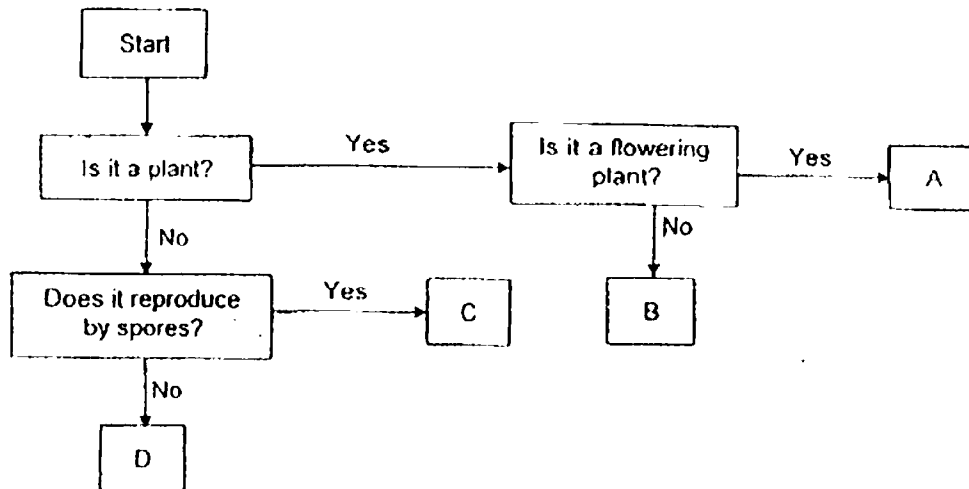 Start
Is it a plant?
Yes
Is it a flowering
plant?
Yes
A
No
No
Does it reproduce
by spores?
Yes
C
B
No
D